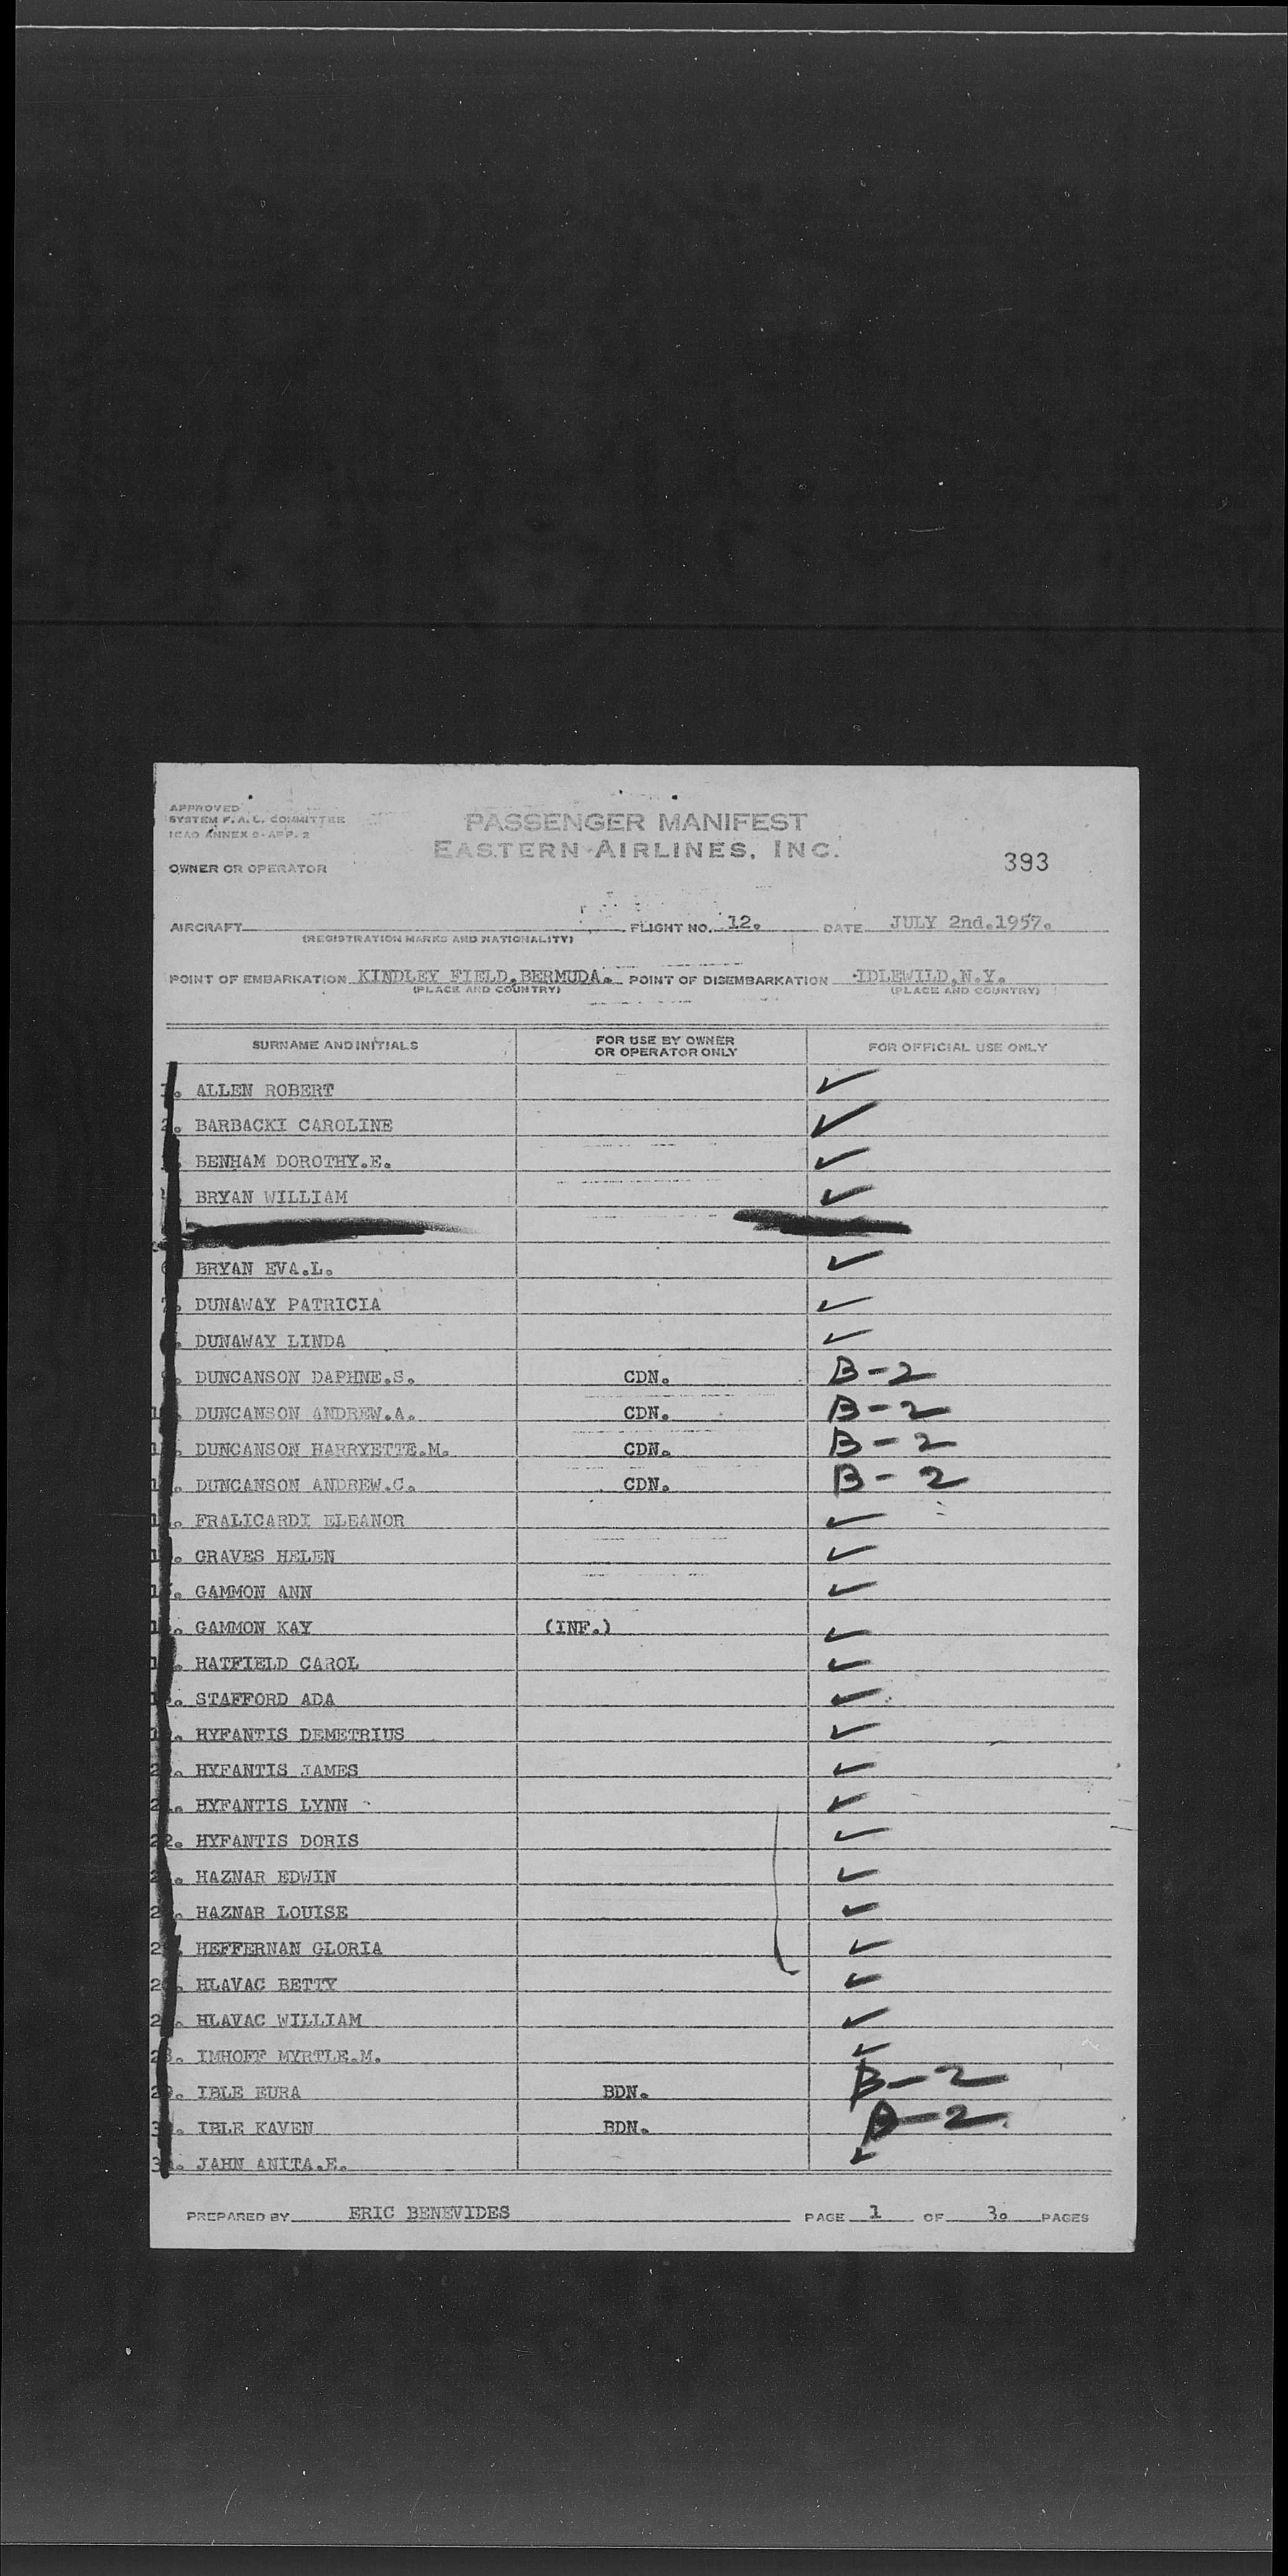 APPROVED
SYSTEM F.A.L. COMMITTEE
ICAO ANNEX 9-APP. 2
PASSENGER MANIFEST
EASTERN AIRLINES, INC.
393
OWNER OR OPERATOR
AIRCRAFT FLIGHT NO. 12. DATE JULY 2nd.1957.
(REGISTRATION MARKS AND NATIONALITY)
POINT OF EMBARKATION KINDLEY FIELD.BERMUDA. POINT OF DISEMBARKATION IDLEWILD,N.Y.
(PLACE AND COUNTRY) (PLACE AND COUNTRY)
SURNAME AND INITIALS FOR USE BY OWNER OR OPERATOR ONLY FOR OFFICIAL USE ONLY
ALLEN ROBERT ✓
2. BARBACKI CAROLINE ✓
BENHAM DOROTHY.E. ✓
BRYAN WILLIAM ✓
BRYAN EVA.L. ✓
7. DUNAWAY PATRICIA ✓
DUNAWAY LINDA ✓
DUNCANSON DAPHNE.S. CDN. B-2
DUNCANSON ANDREW.A. CDN. B-2
DUNCANSON HARRYETTE.M. CDN. B-2
DUNCANSON ANDREW.C. CDN. B-2
FRALICARDI ELEANOR ✓
GRAVES HELEN ✓
GAMMON ANN ✓
GAMMON KAY (INF.) ✓
HATFIELD CAROL ✓
STAFFORD ADA ✓
HYFANTIS DEMETRIUS ✓
HYFANTIS JAMES ✓
HYFANTIS LYNN ✓
22. HYFANTIS DORIS ✓
HAZNAR EDWIN ✓
HAZNAR LOUISE ✓
HEFFERNAN GLORIA ✓
HLAVAC BETTY ✓
HLAVAC WILLIAM ✓
28. IMHOFF MYRTLE.M. ✓
29. IBLE EURA BDN. B-2
IBLE KAVEN BDN. B-2
JAHN ANITA.E. ✓
PREPARED BY ERIC BENEVIDES PAGE 1 OF 3. PAGES